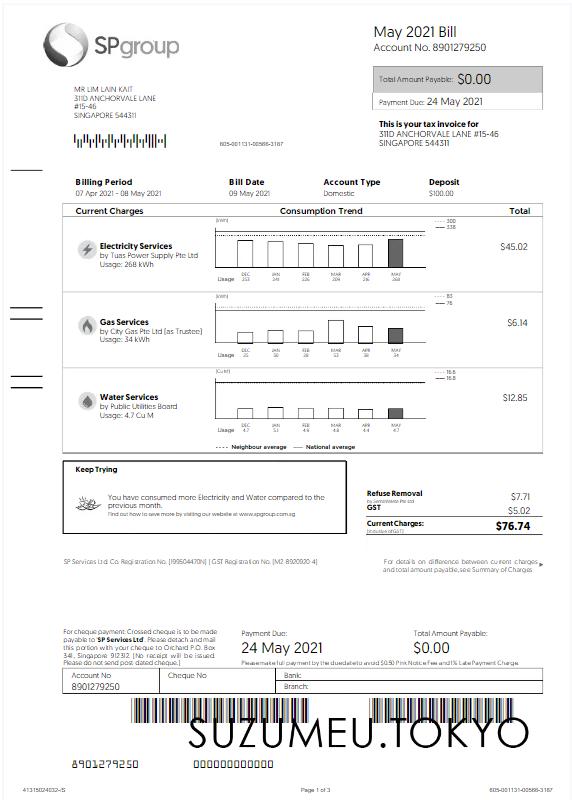 SPgroup
May 2021 Bill
Account No. 8901279250
Total Amount Payable: $0.00
Payment Due: 24 May 2021
MR LIM LAIN KAIT
311D ANCHORVALE LANE
#15-46
SINGAPORE 544311
605-001131-00566-3187
This is your tax invoice for
311D ANCHORVALE LANE #15-46
SINGAPORE 544311
Billing Period Bill Date Account Type Deposit
07 Apr 2021 - 08 May 2021 09 May 2021 Domestic $100.00
Current Charges Consumption Trend Total
(kWh)
300
338
Electricity Services
by Tuas Power Supply Pte Ltd
Usage: 268 kWh
$45.02
DEC JAN FEB MAR APR MAY
Usage 253 241 226 209 216 268
(kWh)
83
76
Gas Services
by City Gas Pte Ltd (as Trustee)
Usage: 34 kWh
$6.14
DEC JAN FEB MAR APR MAY
Usage 25 30 28 53 38 34
(Cu M)
16.6
16.8
Water Services
by Public Utilities Board
Usage: 4.7 Cu M
$12.85
DEC JAN FEB MAR APR MAY
Usage 4.7 5.1 4.9 4.8 4.4 4.7
Neighbour average National average
Keep Trying
You have consumed more Electricity and Water compared to the
previous month.
Find out how to save more by visiting our website at www.spgroup.com.sg
Refuse Removal $7.71
by SembWaste Pte Ltd
GST $5.02
Current Charges: $76.74
(Inclusive of GST)
SP Services Ltd. Co. Registration No. [199504470N] | GST Registration No. [M2-8920920-4]
For details on difference between current charges
and total amount payable, see Summary of Charges
For cheque payment: Crossed cheque is to be made
payable to 'SP Services Ltd'. Please detach and mail
this portion with your cheque to Orchard P.O. Box
341, Singapore 912312. [No receipt will be issued.
Please do not send post dated cheque.]
Payment Due: Total Amount Payable:
24 May 2021 $0.00
Please make full payment by the due date to avoid $0.50 Pink Notice Fee and 1% Late Payment Charge.
Account No Cheque No Bank:
8901279250 Branch:
SUZUMEU.TOKYO
8901279250 000000000000
41315024032-/S Page 1 of 3 605-001131-00566-3187